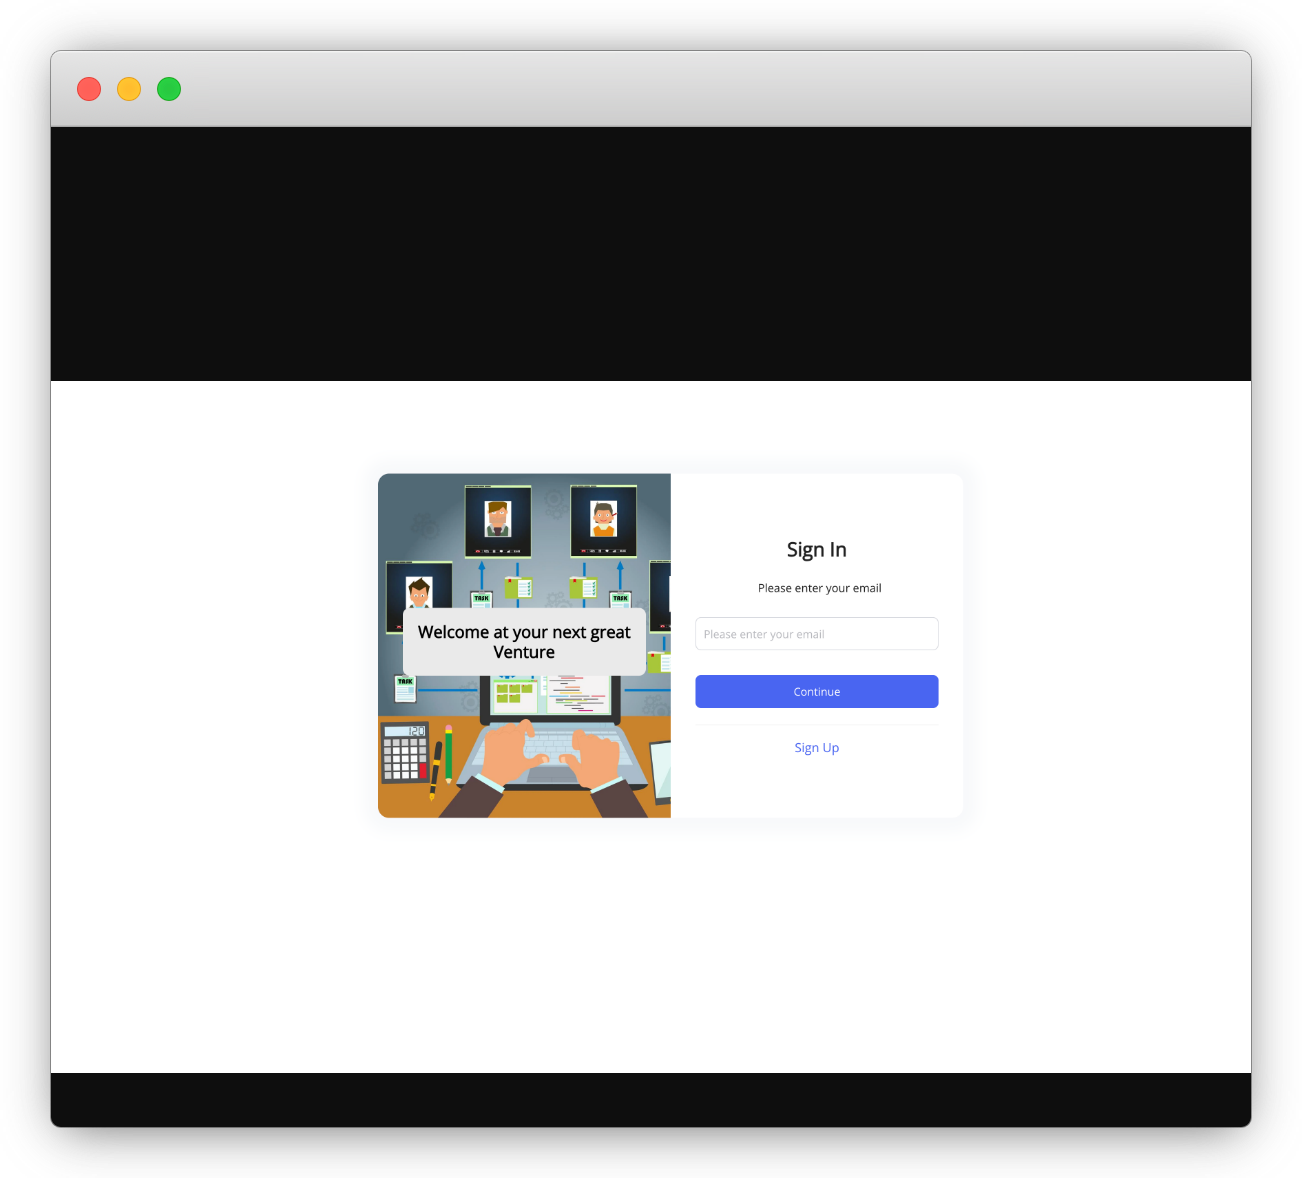 TASK
TASK
Welcome at your next great
Venture
TASK
120
Sign In
Please enter your email
Please enter your email
Continue
Sign Up